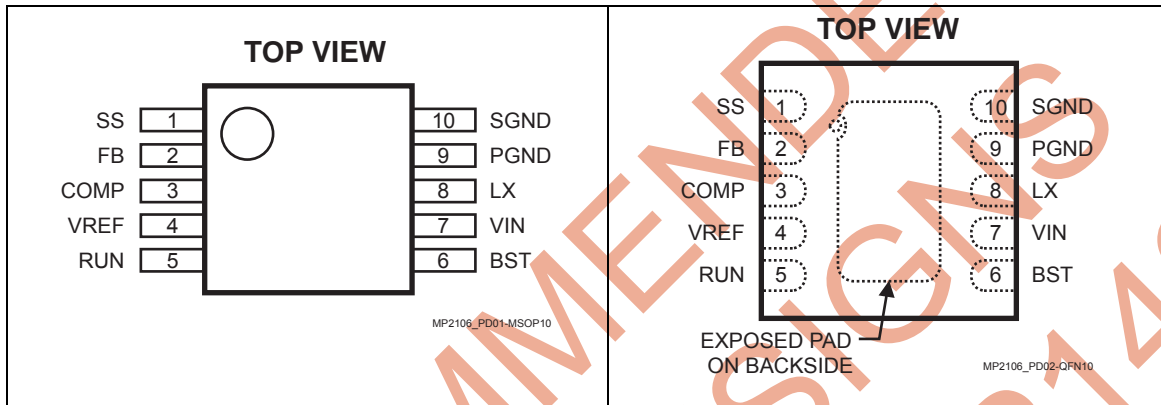 TOP VIEW
SS 1
FB 2
COMP 3
VREF 4
RUN 5
10 SGND
9 PGND
8 LX
7 VIN
6 BST
MP2106_PD01-MSOP10
TOP VIEW
SS 1
FB 2
COMP 3
VREF 4
RUN 5
10 SGND
9 PGND
8 LX
7 VIN
6 BST
EXPOSED PAD
ON BACKSIDE
MP2106_PD02-QFN10